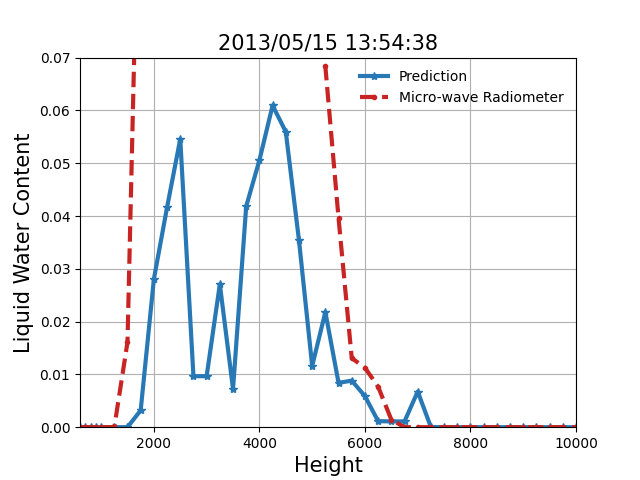 2013/05/15 13:54:38
Prediction
Micro-wave Radiometer
Liquid Water Content
0.07
0.06
0.05
0.04
0.03
0.02
0.01
0.00
2000 4000 6000 8000 10000
Height